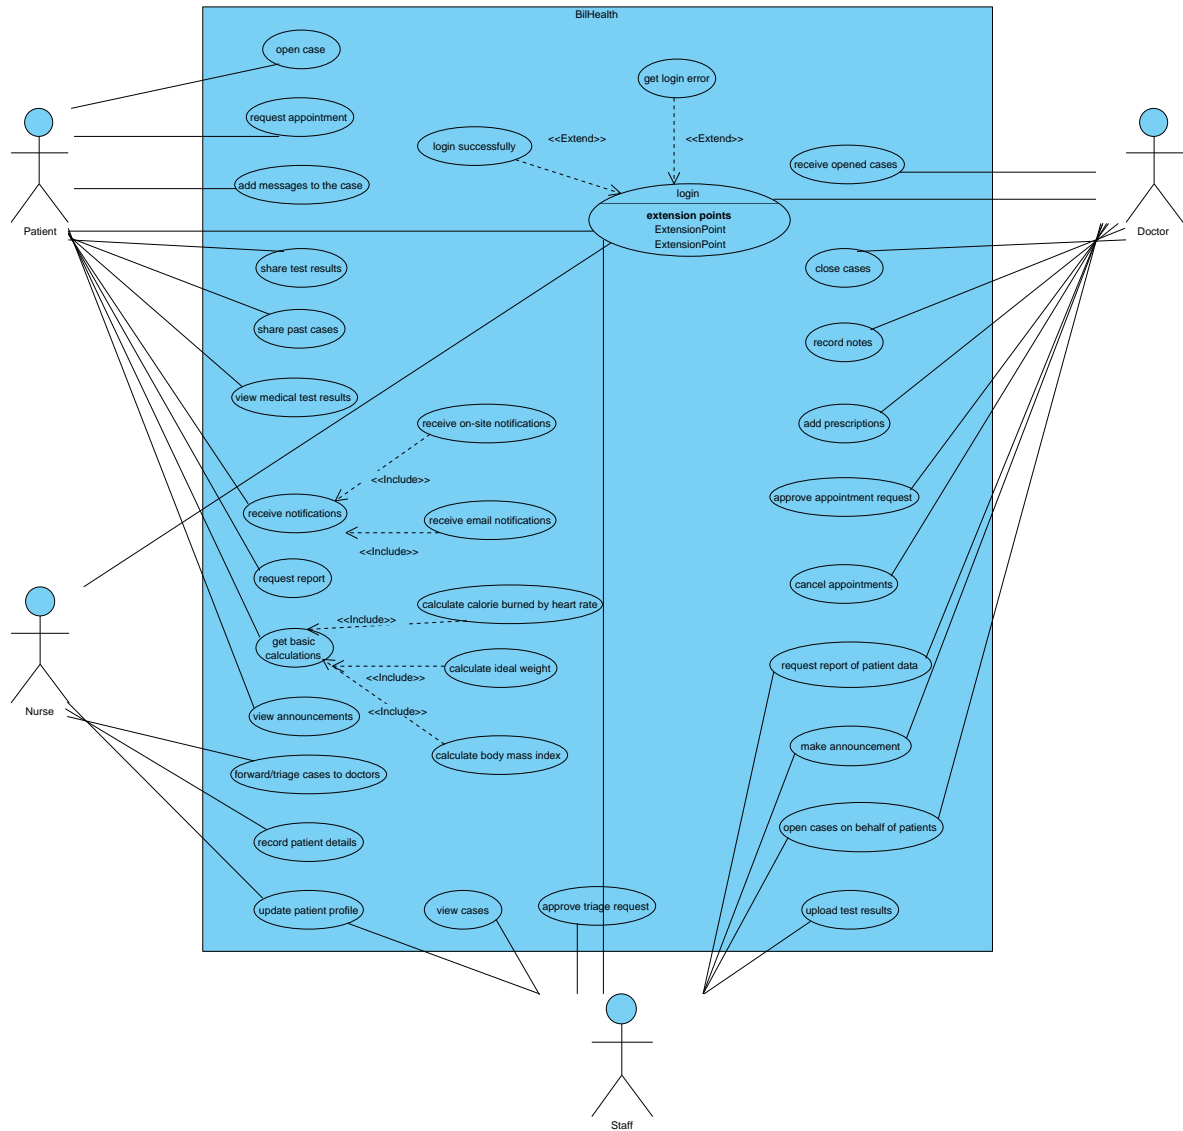 BilHealth
open case
get login error
request appointment
<<Extend>>
<<Extend>>
login successfully
receive opened cases
add messages to the case
login
extension points
ExtensionPoint
ExtensionPoint
Patient
Doctor
share test results
close cases
share past cases
record notes
view medical test results
receive on-site notifications
add prescriptions
<<Include>>
approve appointment request
receive notifications
receive email notifications
<<Include>>
request report
cancel appointments
calculate calorie burned by heart rate
<<Include>>
get basic
calculations
calculate ideal weight
request report of patient data
<<Include>>
Nurse
view announcements
<<Include>>
make announcement
calculate body mass index
forward/triage cases to doctors
open cases on behalf of patients
record patient details
update patient profile
view cases
approve triage request
upload test results
Staff